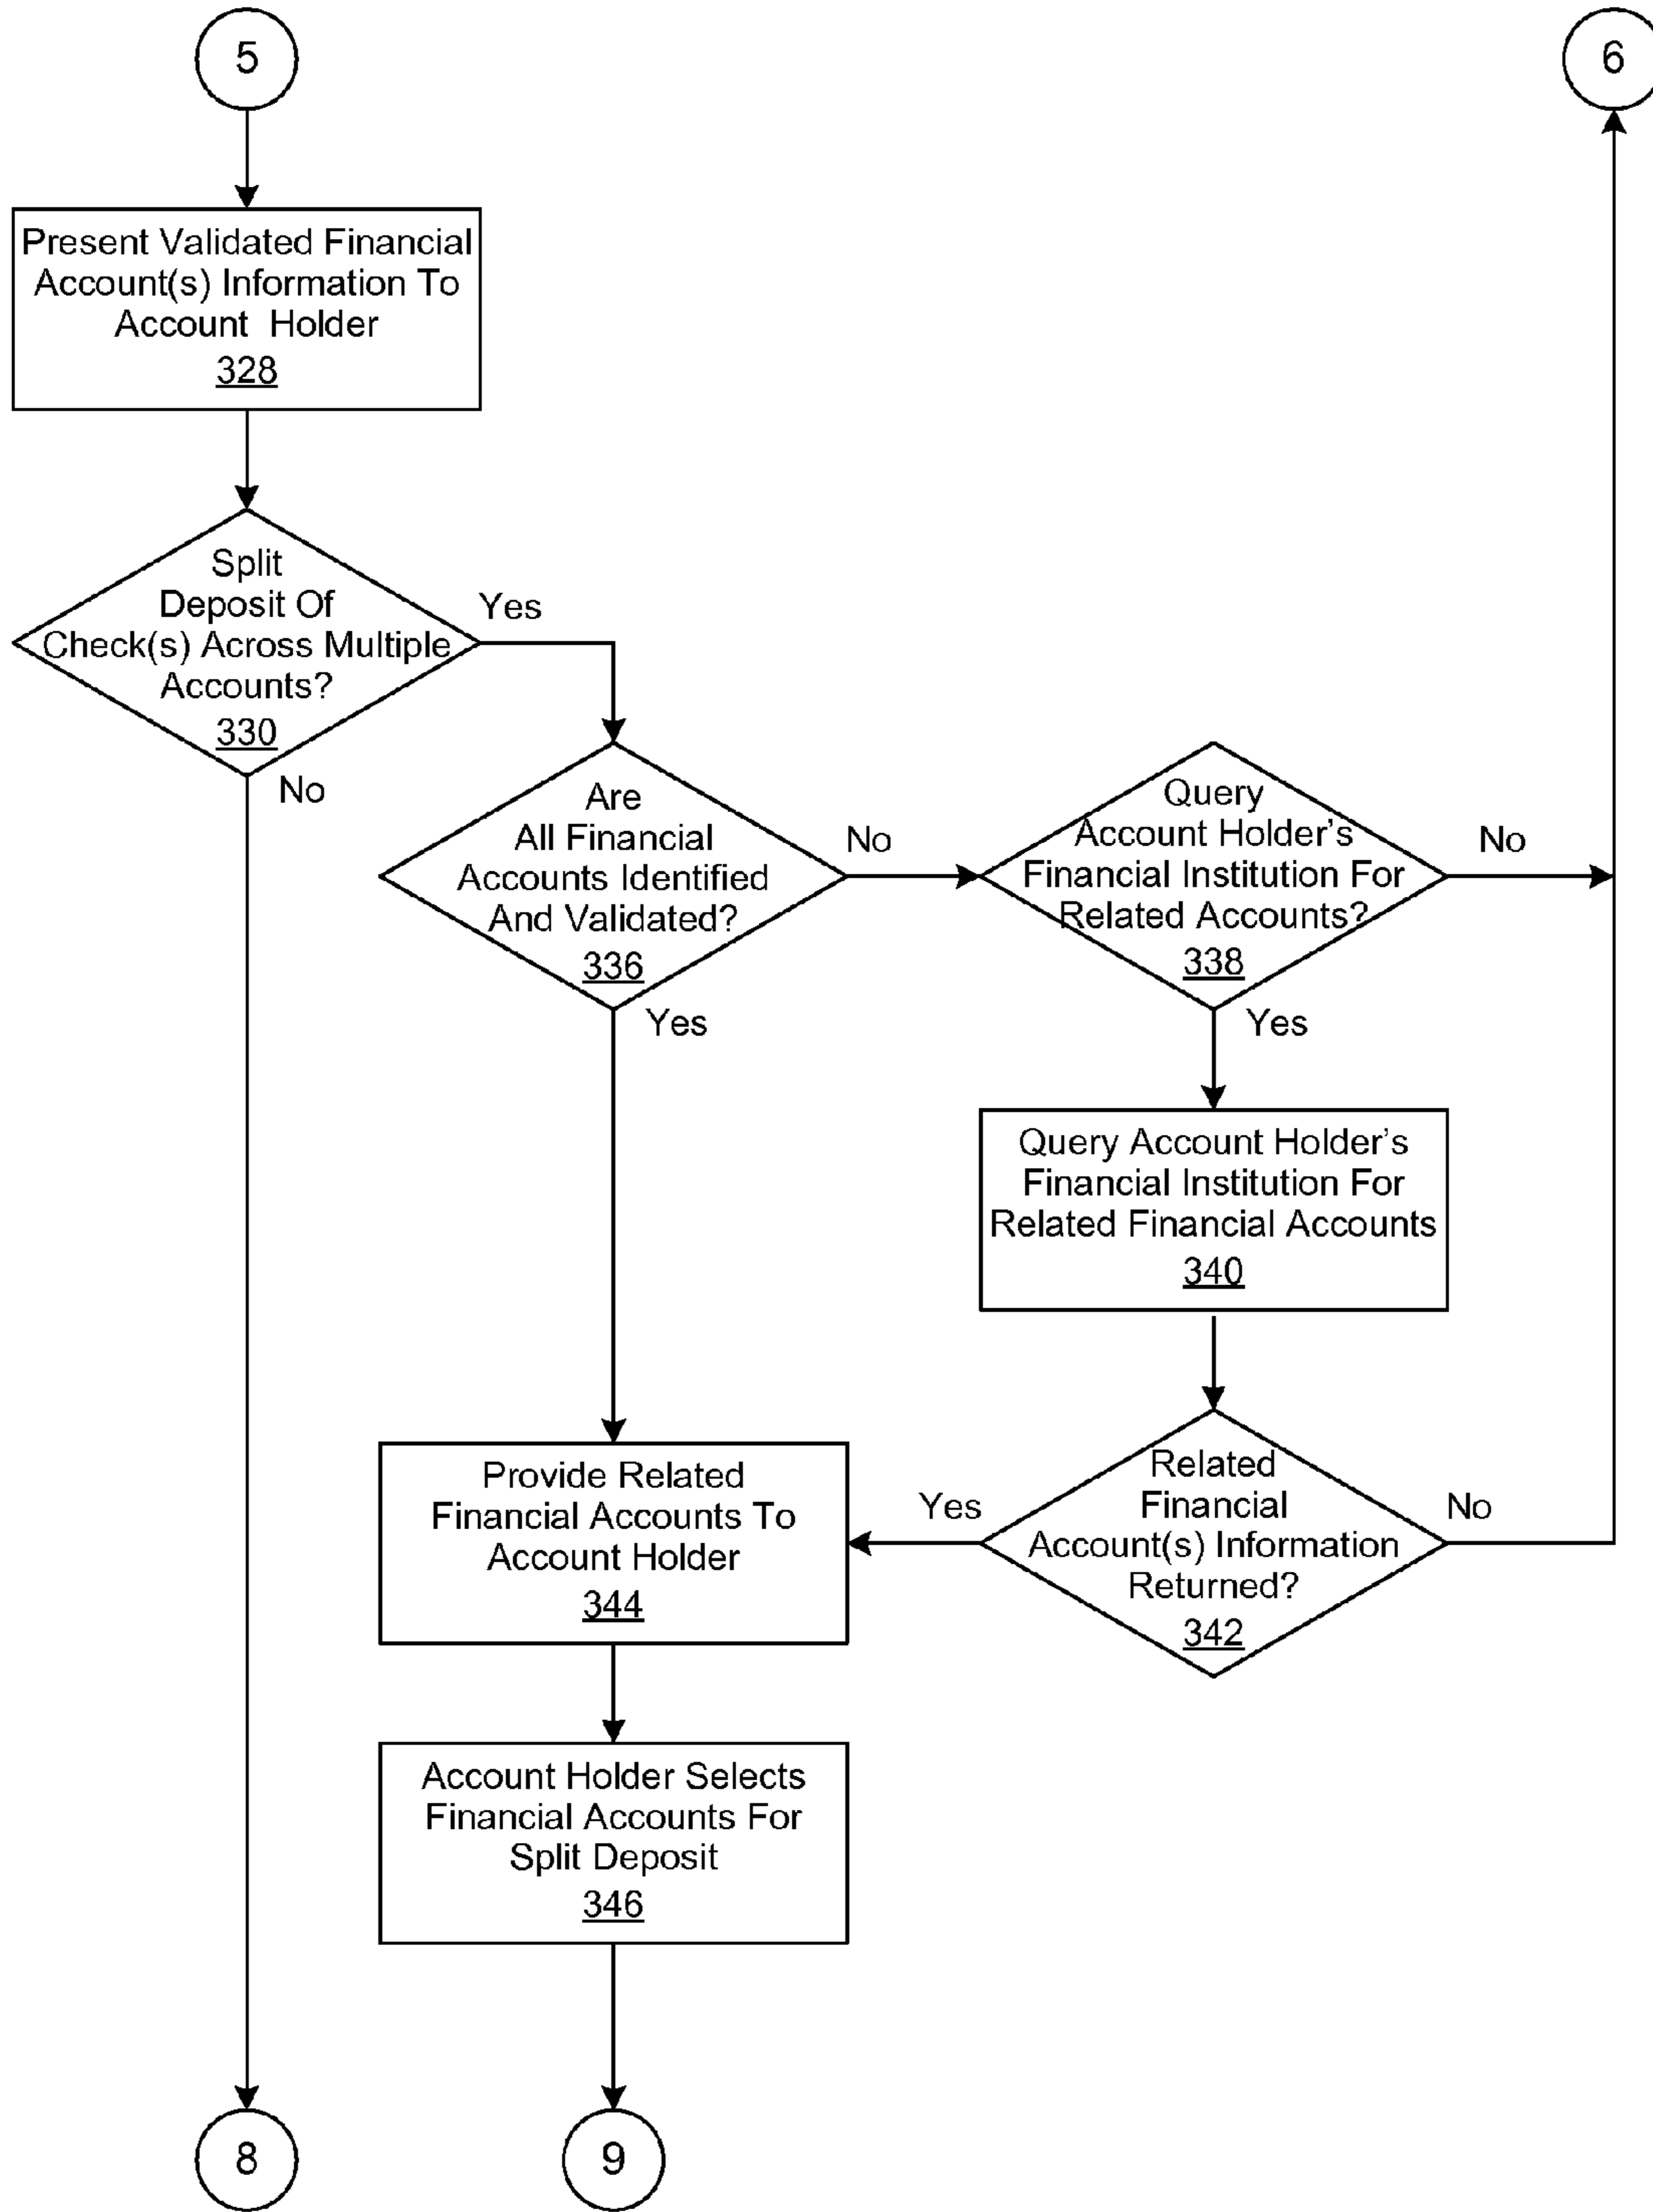 5
6
Present Validated Financial
Account(s) Information To
Account Holder
328
Split
Deposit Of
Check(s) Across Multiple
Accounts?
330
Yes
No
Are
All Financial
Accounts Identified
And Validated?
336
No
Yes
Query
Account Holder’s
Financial Institution For
Related Accounts?
338
No
Yes
Query Account Holder’s
Financial Institution For
Related Financial Accounts
340
Related
Financial
Account(s) Information
Returned?
342
Yes
No
Provide Related
Financial Accounts To
Account Holder
344
Account Holder Selects
Financial Accounts For
Split Deposit
346
8
9